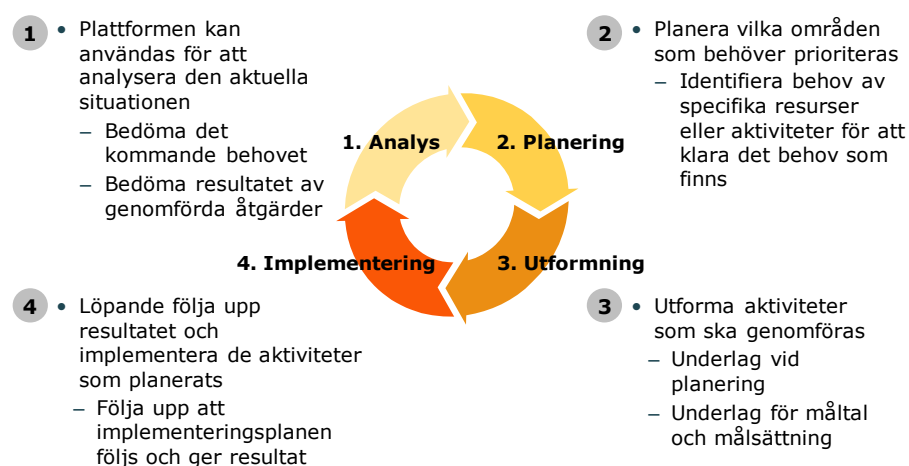 1
• Plattformen kan
användas för att
analysera den aktuella
situationen
– Bedöma det
kommande behovet
– Bedöma resultatet av
genomförda åtgärder
2
• Planera vilka områden
som behöver prioriteras
– Identifiera behov av
specifika resurser
eller aktiviteter för att
klara det behov som
finns
1. Analys
2. Planering
4. Implementering
3. Utformning
4
• Löpande följa upp
resultatet och
implementera de aktiviteter
som planerats
– Följa upp att
implementeringsplanen
följs och ger resultat
3
• Utforma aktiviteter
som ska genomföras
– Underlag vid
planering
– Underlag för måltal
och målsättning